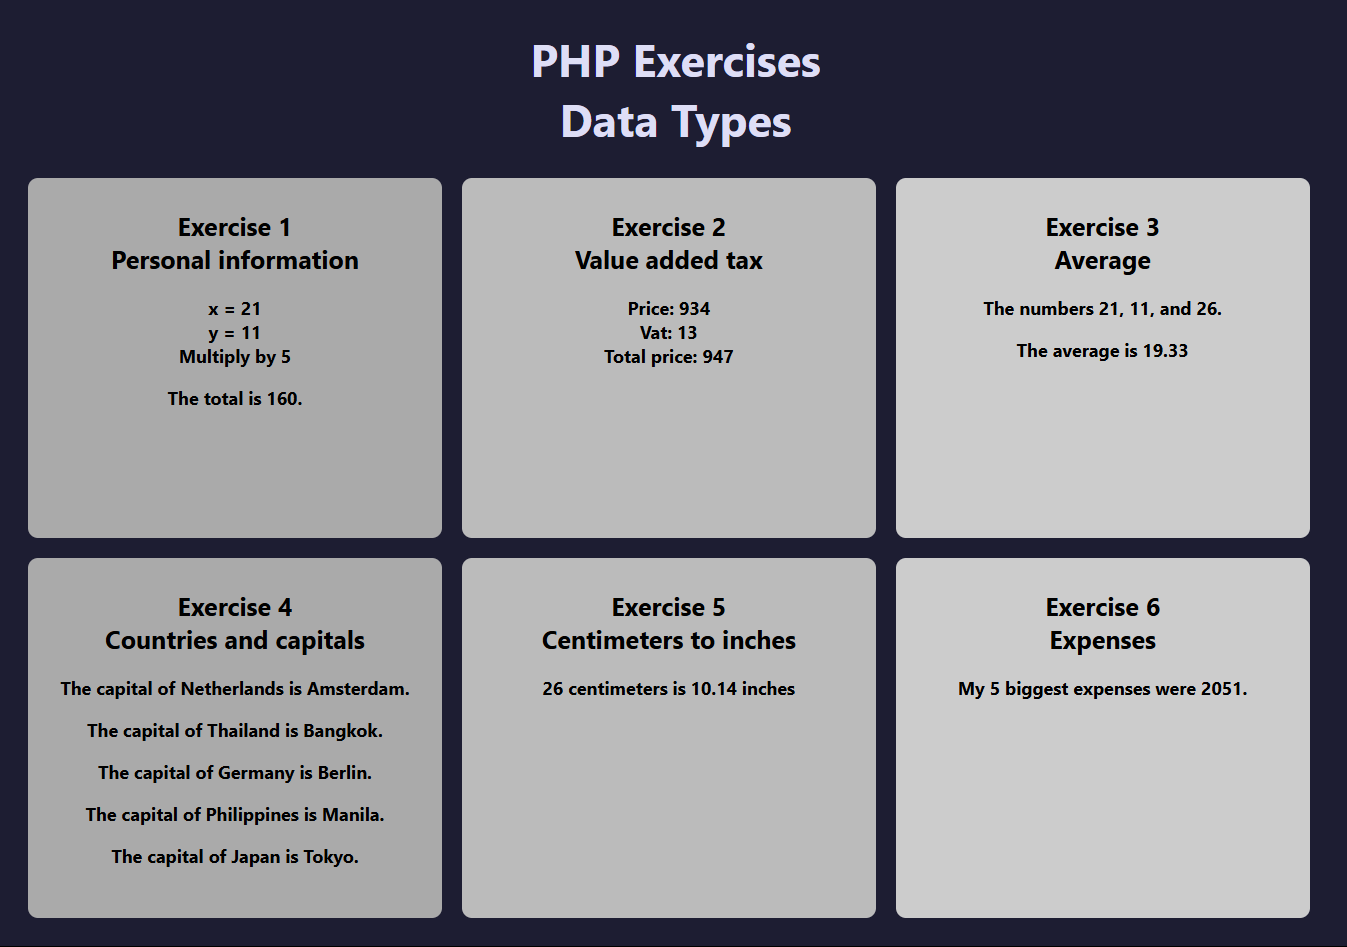 PHP Exercises
Data Types
Exercise 1
Personal information
x = 21
y = 11
Multiply by 5
The total is 160.
Exercise 2
Value added tax
Price: 934
Vat: 13
Total price: 947
Exercise 3
Average
The numbers 21, 11, and 26.
The average is 19.33
Exercise 4
Countries and capitals
The capital of Netherlands is Amsterdam.
The capital of Thailand is Bangkok.
The capital of Germany is Berlin.
The capital of Philippines is Manila.
The capital of Japan is Tokyo.
Exercise 5
Centimeters to inches
26 centimeters is 10.14 inches
Exercise 6
Expenses
My 5 biggest expenses were 2051.